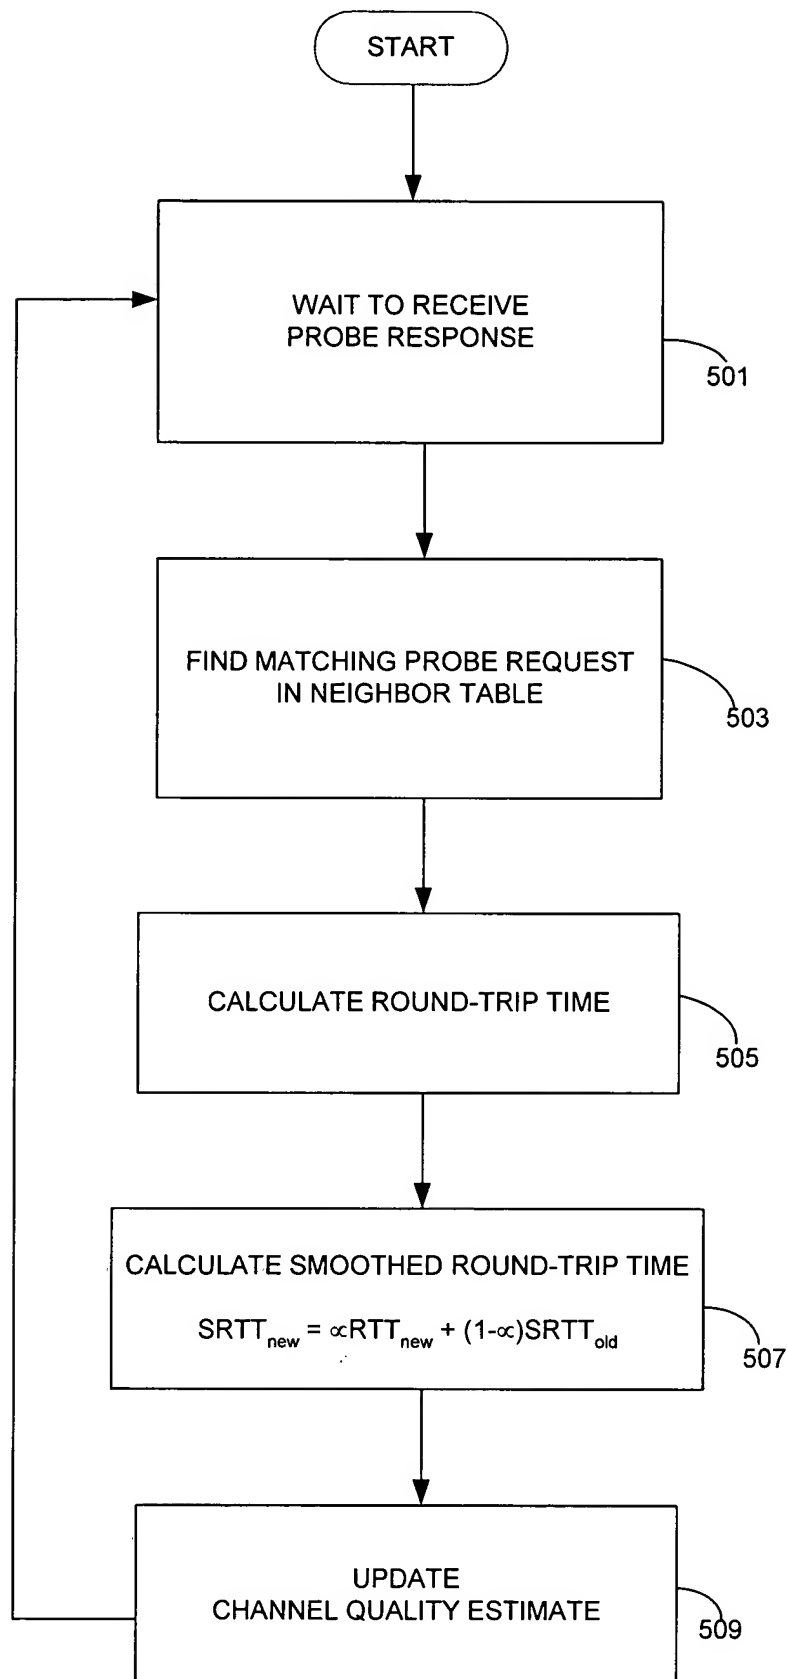 START
WAIT TO RECEIVE
PROBE RESPONSE
501
FIND MATCHING PROBE REQUEST
IN NEIGHBOR TABLE
503
CALCULATE ROUND-TRIP TIME
505
CALCULATE SMOOTHED ROUND-TRIP TIME
SRTTnew = ∝RTTnew + (1-∝)SRTTold
507
UPDATE
CHANNEL QUALITY ESTIMATE
509